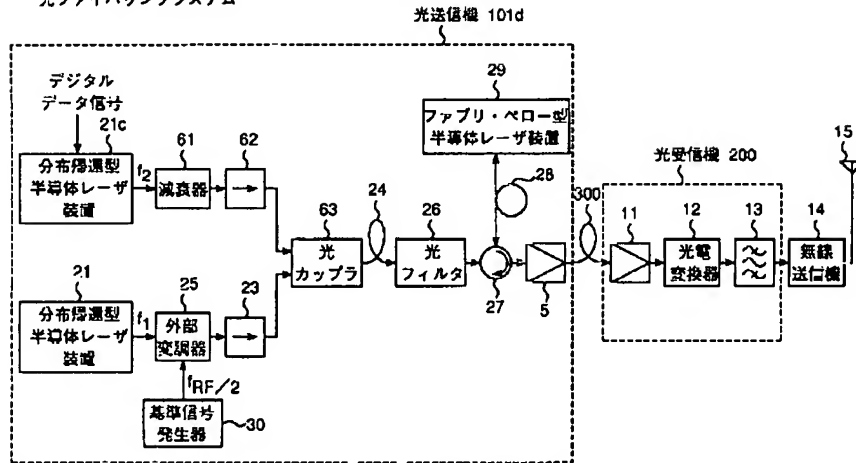 光ファイバリンクシステム
光送信機 101d
デジタル
データ信号
21c
分布帰還型
半導体レーザ
装置
f2
61
減衰器
62
29
ファブリ・ペロー型
半導体レーザ装置
28
15
光受信機 200
63
光
カップラ
24
26
光
フィルタ
27
5
300
11
12
光電
変換器
13
14
無線
送信機
21
分布帰還型
半導体レーザ
装置
f1
25
外部
変調器
23
fRF/2
基準信号
発生器
30